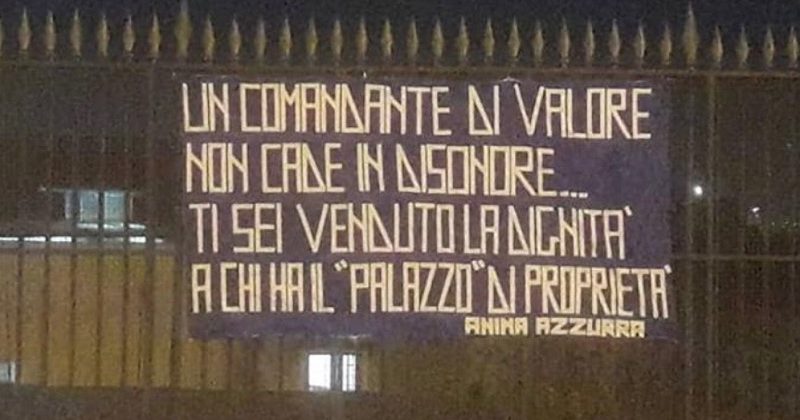 UN COMANDANTE DI VALORE
NON CADE IN DISONORE...
TI SEI VENDUTO LA DIGNITA'
A CHI HA IL "PALAZZO" DI PROPRIETA'
ANIMA AZZURRA